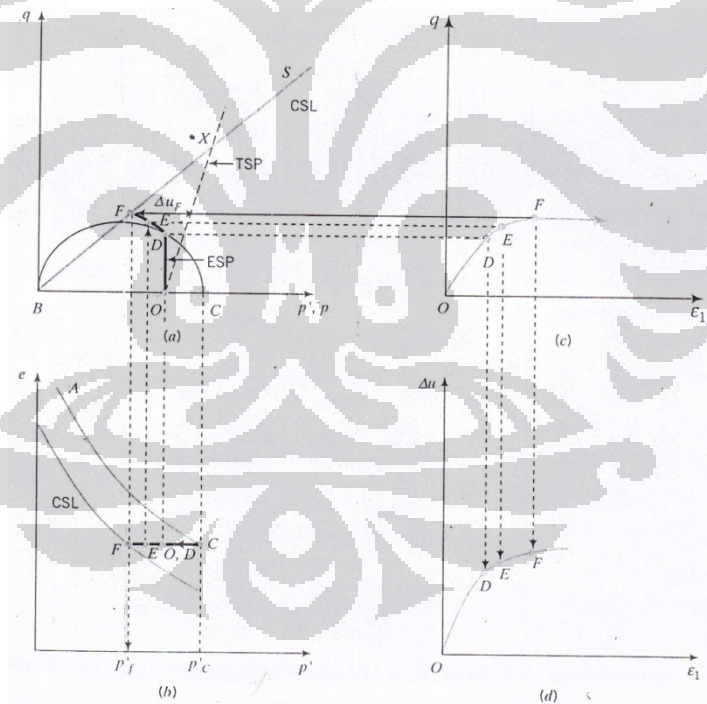 q
S
CSL
X
TSP
F
Δu_F
E
D
ESP
B
O
C
p', p
(a)
q
F
E
D
O
ε₁
(c)
e
A
CSL
F
E
O, D
C
p'_f
p'_c
p'
(b)
Δu
F
E
D
O
ε₁
(d)